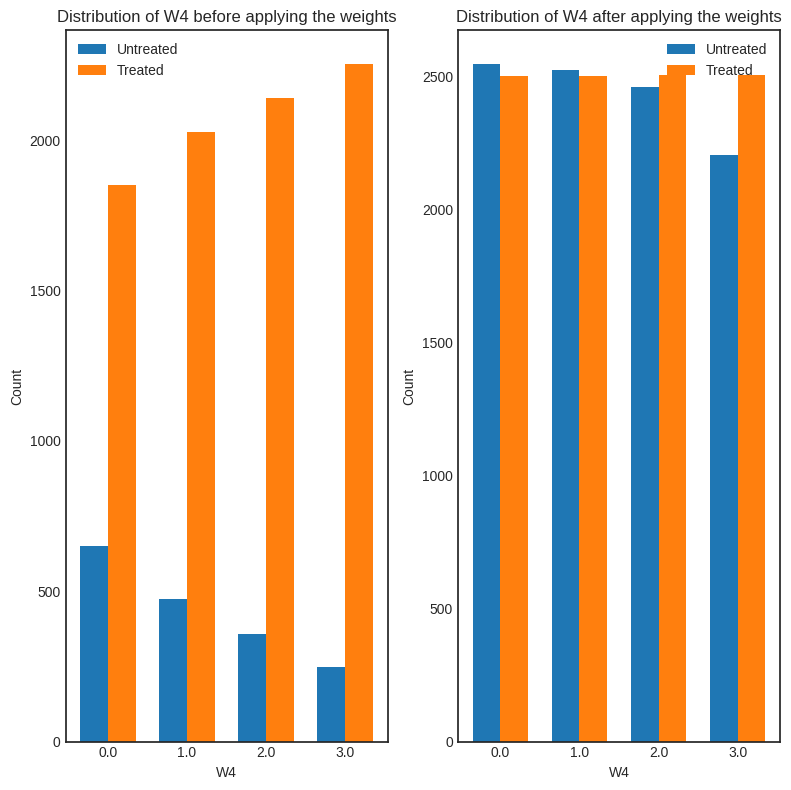 Distribution of W4 before applying the weights
Untreated
Treated
2000
1500
1000
500
0
Count
0.0 1.0 2.0 3.0
W4
Distribution of W4 after applying the weights
Untreated
Treated
2500
2000
1500
1000
500
0
Count
0.0 1.0 2.0 3.0
W4